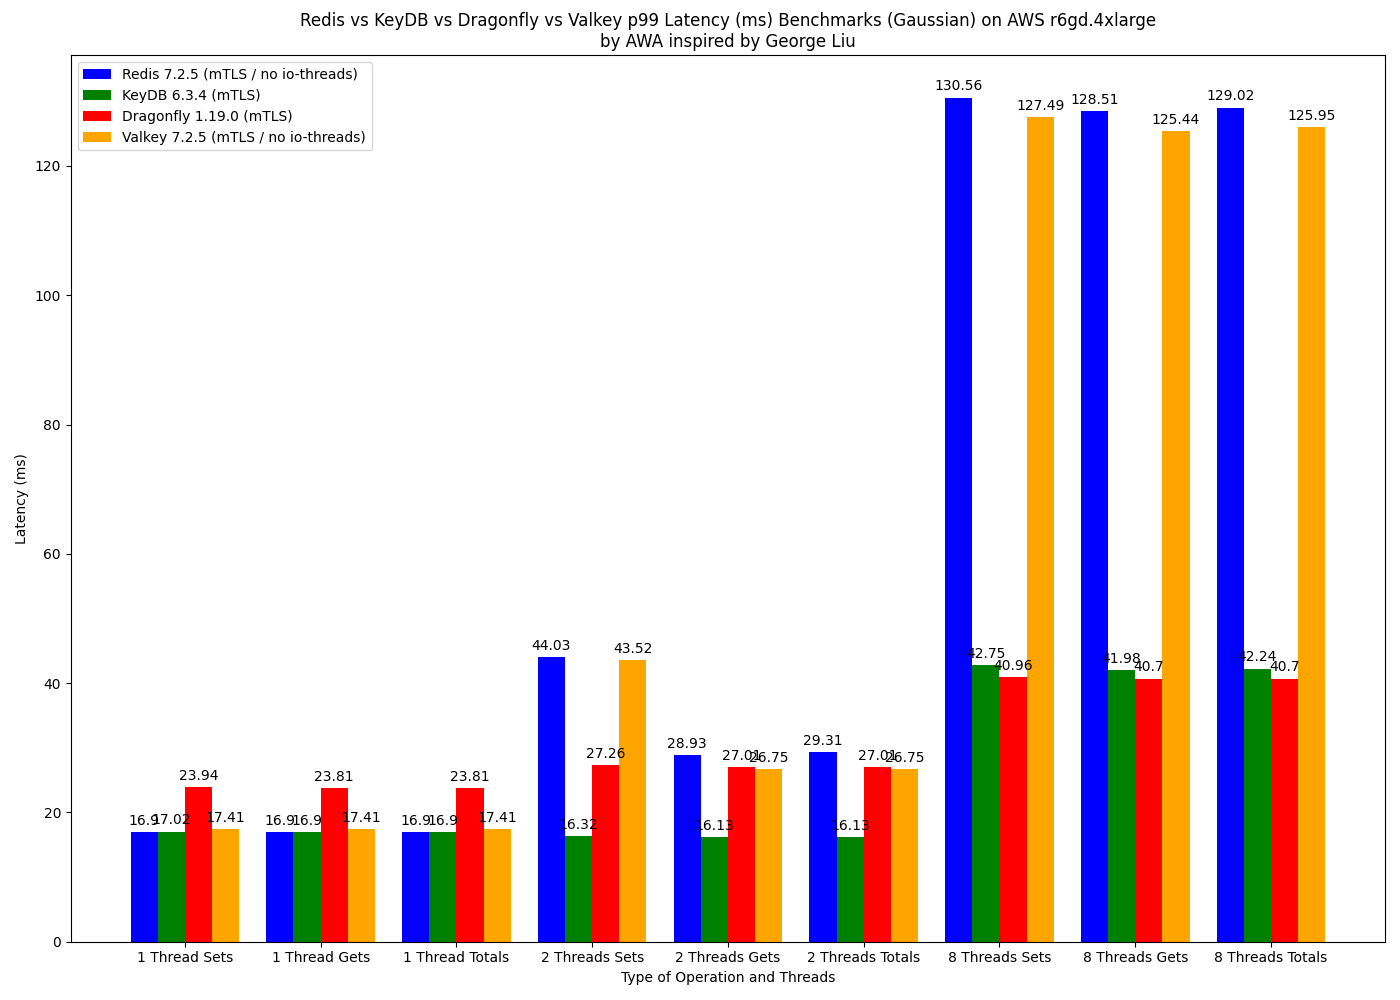 Redis vs KeyDB vs Dragonfly vs Valkey p99 Latency (ms) Benchmarks (Gaussian) on AWS r6gd.4xlarge
by AWA inspired by George Liu
Redis 7.2.5 (mTLS / no io-threads)
KeyDB 6.3.4 (mTLS)
Dragonfly 1.19.0 (mTLS)
Valkey 7.2.5 (mTLS / no io-threads)
Latency (ms)
120
100
80
60
40
20
0
16.9 17.02 23.94 17.41
16.9 16.9 23.81 17.41
16.9 16.9 23.81 17.41
44.03 16.32 27.26 43.52
28.93 16.13 27.01 26.75
29.31 16.13 27.01 26.75
130.56 42.75 40.96 127.49
128.51 41.98 40.7 125.44
129.02 42.24 40.7 125.95
1 Thread Sets 1 Thread Gets 1 Thread Totals 2 Threads Sets 2 Threads Gets 2 Threads Totals 8 Threads Sets 8 Threads Gets 8 Threads Totals
Type of Operation and Threads